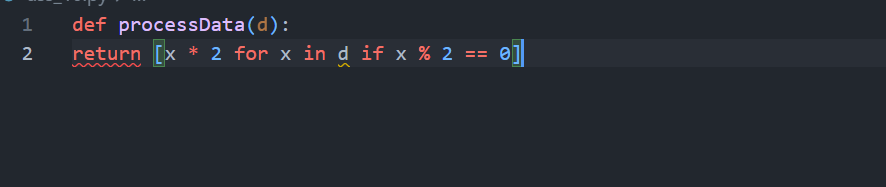 1 def processData(d):
2 return [x * 2 for x in d if x % 2 == 0]